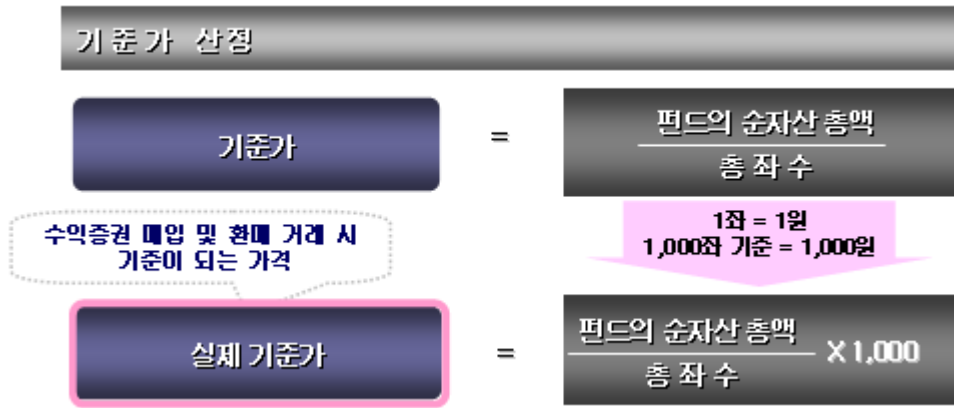 기준가 산정
기준가
=
펀드의 순자산 총액
총 좌 수
수익증권 매입 및 환매 거래 시
기준이 되는 가격
1좌 = 1원
1,000좌 기준 = 1,000원
실제 기준가
=
펀드의 순자산 총액
총 좌 수
X 1,000